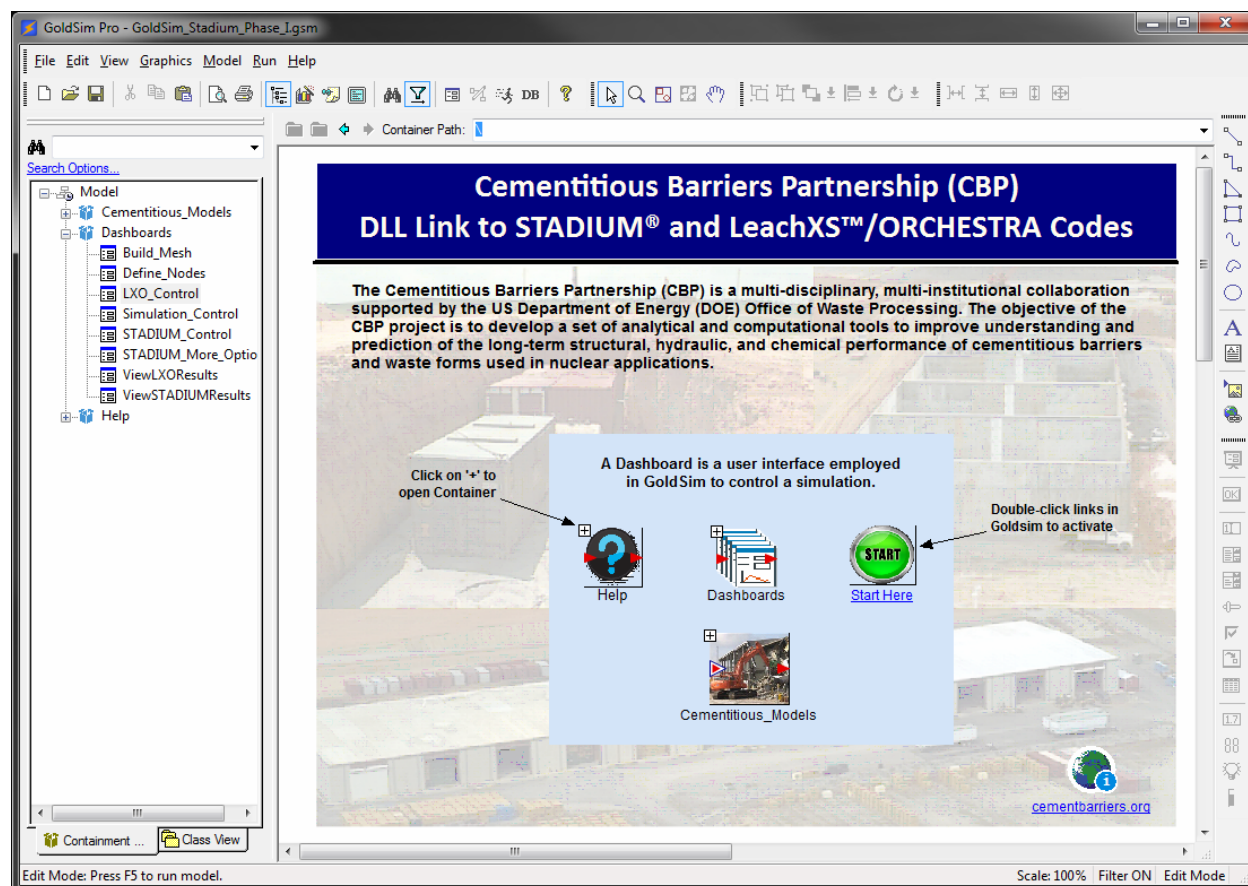 GoldSim Pro - GoldSim_Stadium_Phase_I.gsm
File Edit View Graphics Model Run Help
DB
Container Path: \
Search Options...
Model
Cementitious_Models
Dashboards
Build_Mesh
Define_Nodes
LXO_Control
Simulation_Control
STADIUM_Control
STADIUM_More_Optio
ViewLXOResults
ViewSTADIUMResults
Help
Containment ...
Class View
Cementitious Barriers Partnership (CBP)
DLL Link to STADIUM® and LeachXS™/ORCHESTRA Codes
The Cementitious Barriers Partnership (CBP) is a multi-disciplinary, multi-institutional collaboration
supported by the US Department of Energy (DOE) Office of Waste Processing. The objective of the
CBP project is to develop a set of analytical and computational tools to improve understanding and
prediction of the long-term structural, hydraulic, and chemical performance of cementitious barriers
and waste forms used in nuclear applications.
A Dashboard is a user interface employed
in GoldSim to control a simulation.
Click on '+' to
open Container
Double-click links in
Goldsim to activate
START
Help
Dashboards
Start Here
Cementitious_Models
cementbarriers.org
A
OK
1.7
88
Edit Mode: Press F5 to run model.
Scale: 100% Filter ON Edit Mode